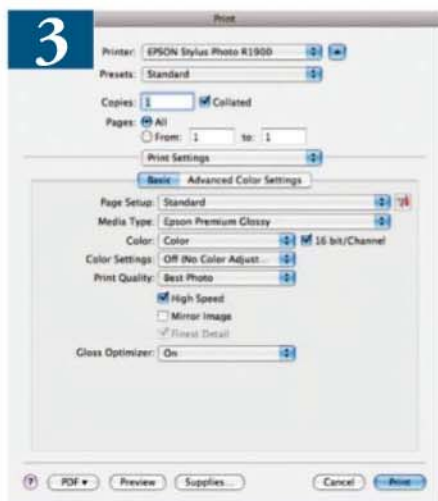 3
Print
Printer: EPSON Stylus Photo R1900
Presets: Standard
Copies: 1 Collated
Pages: All
From: 1 to: 1
Print Settings
Basic Advanced Color Settings
Page Setup: Standard
Media Type: Epson Premium Glossy
Color: Color 16 bit/Channel
Color Settings: Off (No Color Adjust...
Print Quality: Best Photo
High Speed
Mirror Image
Finest Detail
Gloss Optimizer: On
? PDF Preview Supplies... Cancel Print